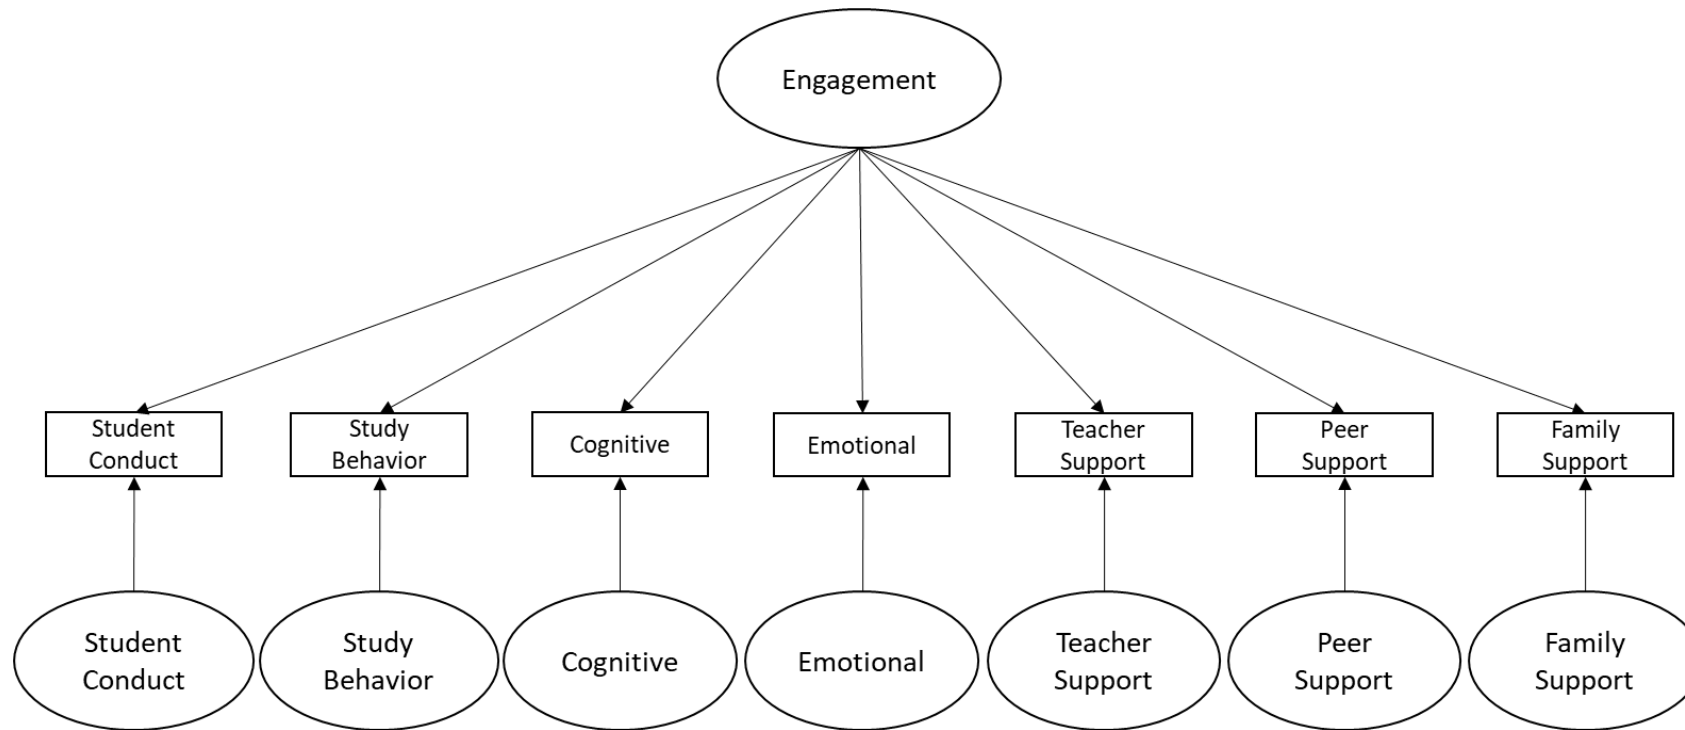 Engagement
Student
Conduct
Study
Behavior
Cognitive
Emotional
Teacher
Support
Peer
Support
Family
Support
Student
Conduct
Study
Behavior
Cognitive
Emotional
Teacher
Support
Peer
Support
Family
Support